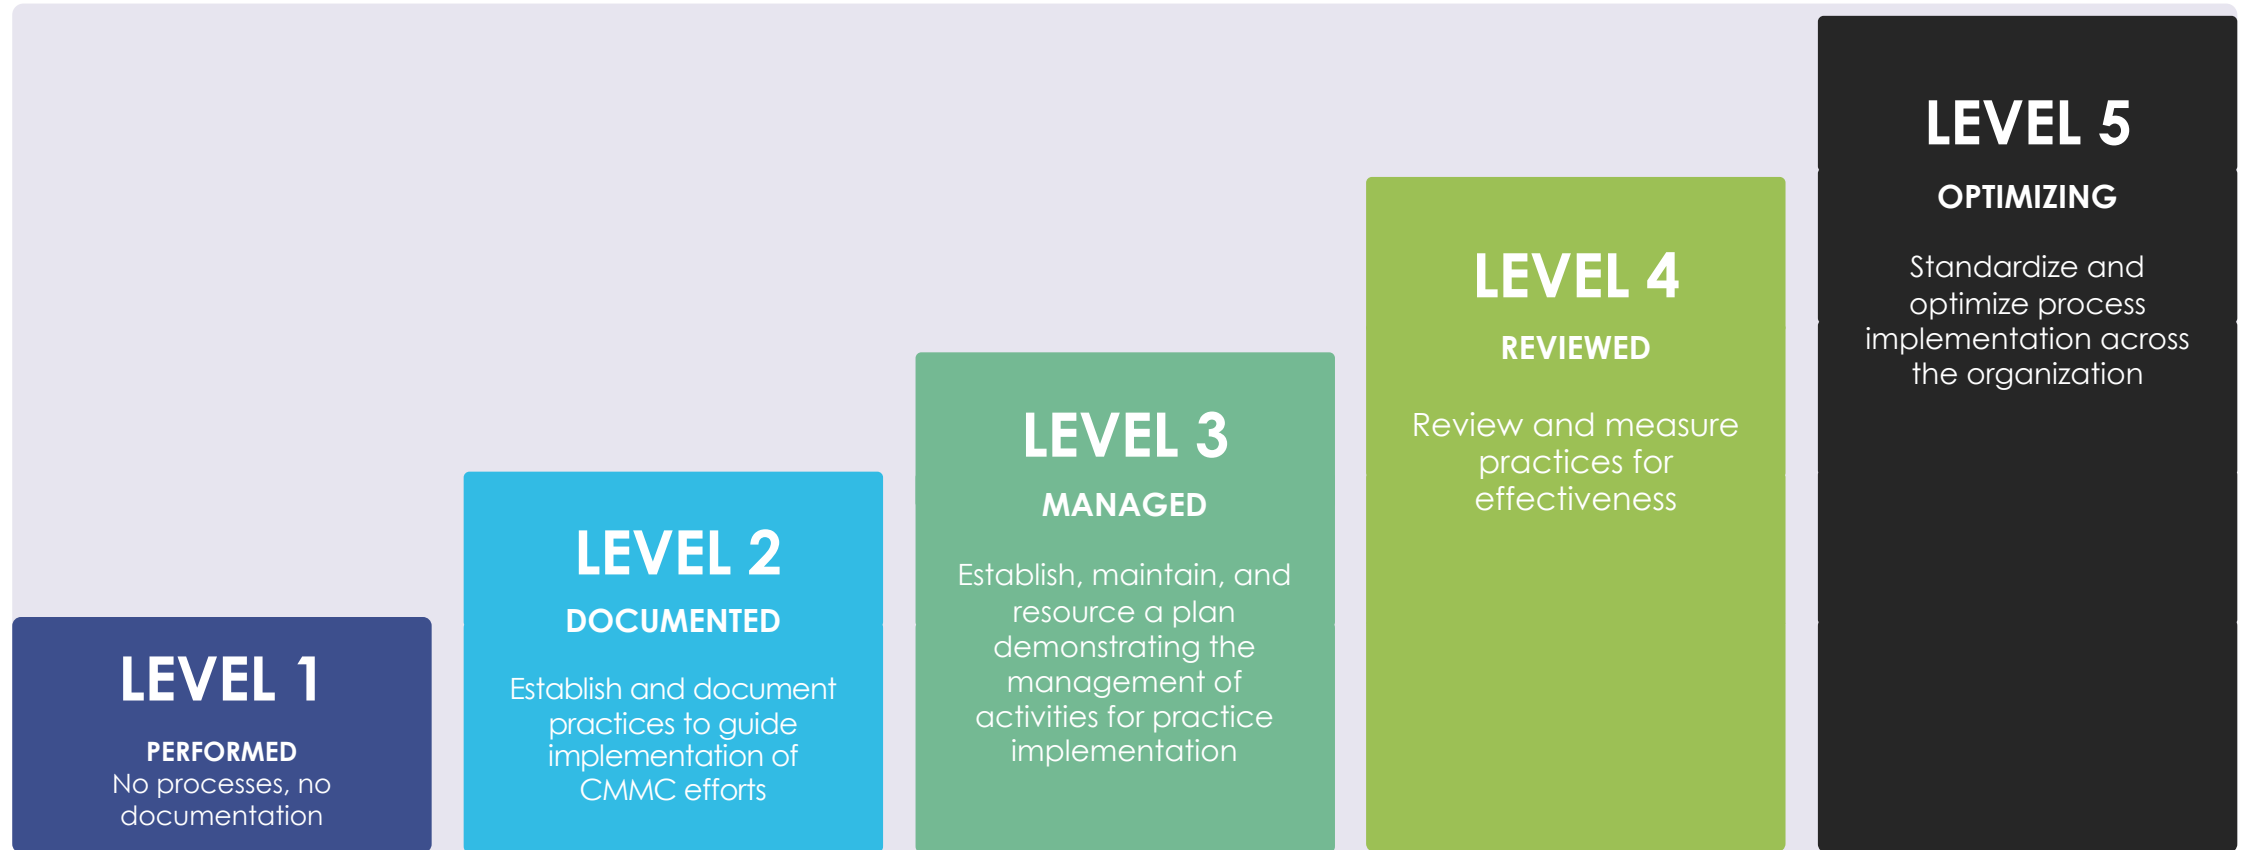 LEVEL 1
PERFORMED
No processes, no
documentation
LEVEL 2
DOCUMENTED
Establish and document
practices to guide
implementation of
CMMC efforts
LEVEL 3
MANAGED
Establish, maintain, and
resource a plan
demonstrating the
management of
activities for practice
implementation
LEVEL 4
REVIEWED
Review and measure
practices for
effectiveness
LEVEL 5
OPTIMIZING
Standardize and
optimize process
implementation across
the organization